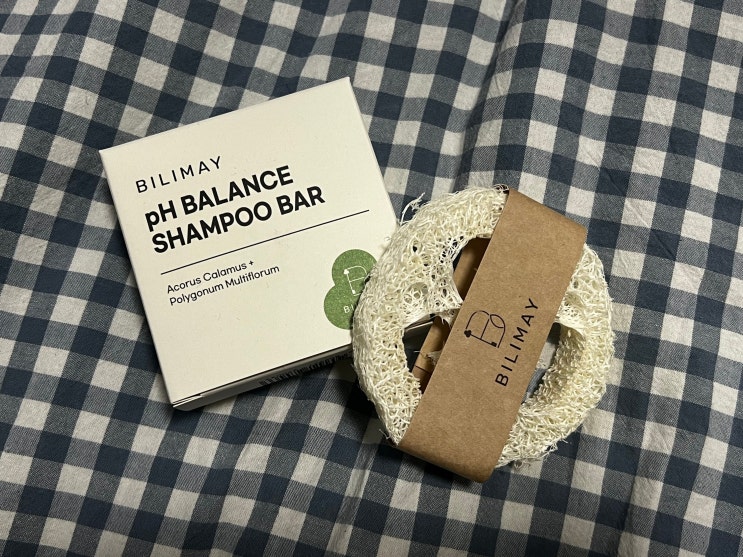 BILIMAY
pH BALANCE
SHAMPOO BAR
Acorus Calamus +
Polygonum Multiflorum
BILIMAY